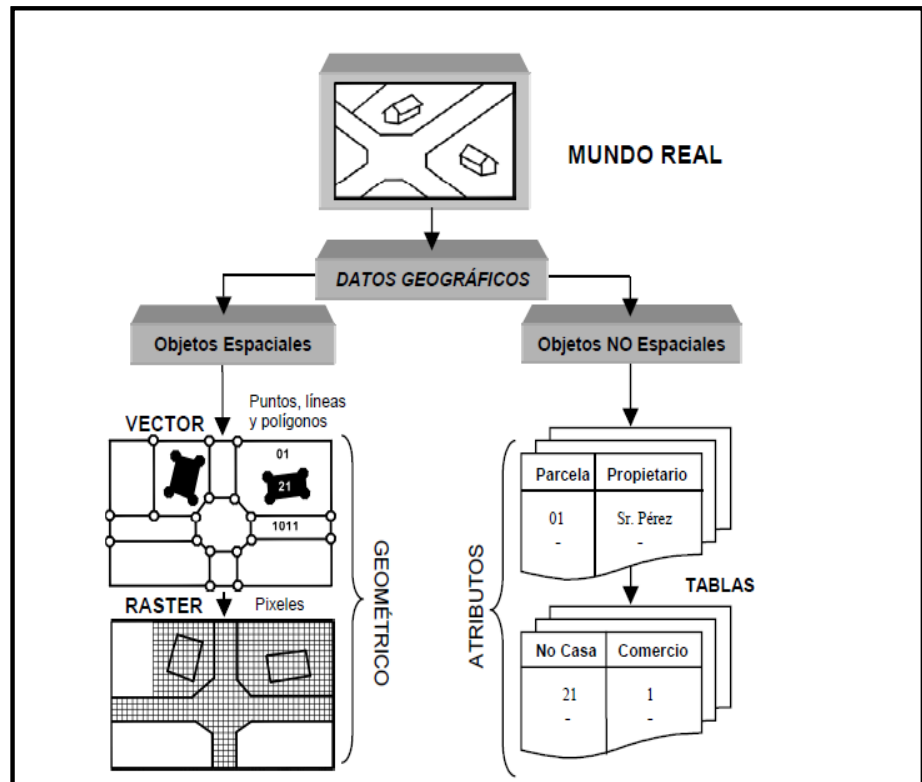 MUNDO REAL
DATOS GEOGRÁFICOS
Objetos Espaciales
Objetos NO Espaciales
Puntos, líneas
y polígonos
VECTOR
01
21
1011
RASTER
Pixeles
GEOMÉTRICO
ATRIBUTOS
Parcela Propietario
01 Sr. Pérez
- -
TABLAS
No Casa Comercio
21 1
- -